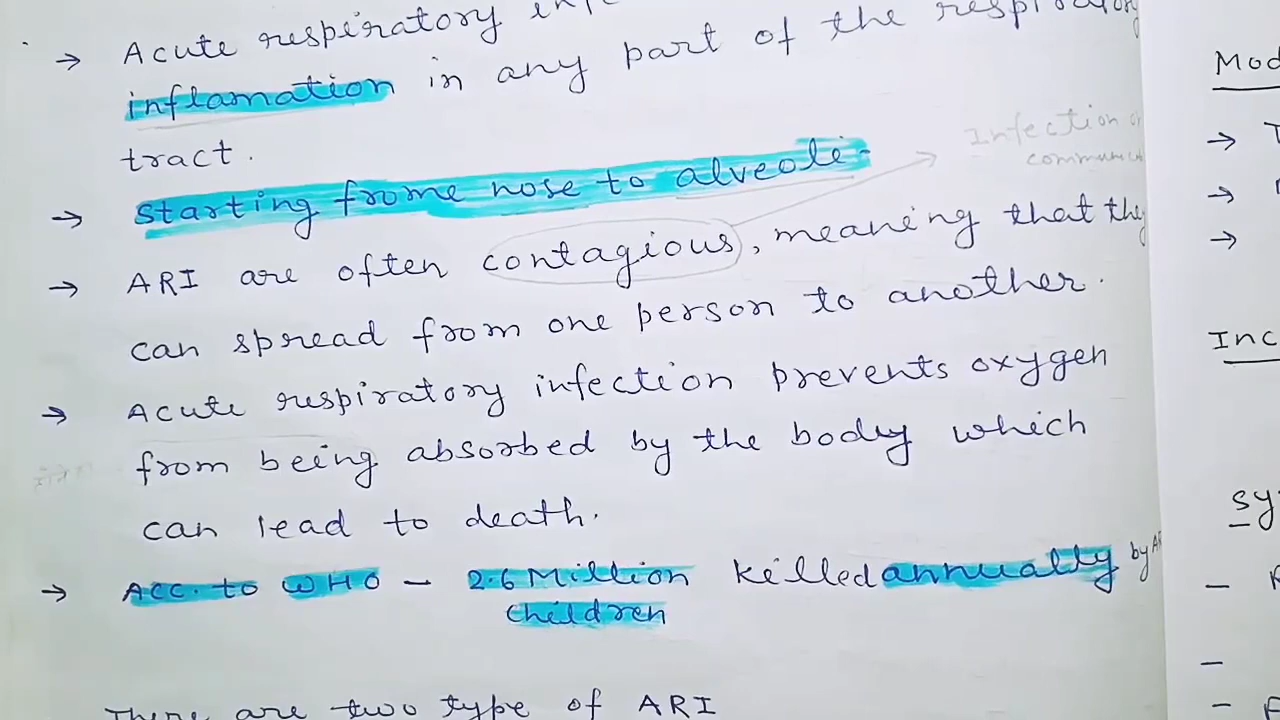 → Acute respiratory
inflamation in any part of the respiratory
tract.
→ starting frome nose to alveoli-
Infection or
→ ARI are often contagious, meaning that they
can spread from one person to another.
→ Acute respiratory infection prevents oxygen
from being absorbed by the body which
can lead to death.
→ Acc. to WHO - 2.6 Million killed annually by
children
There are two type of ARI
→
→
→
-
-
-